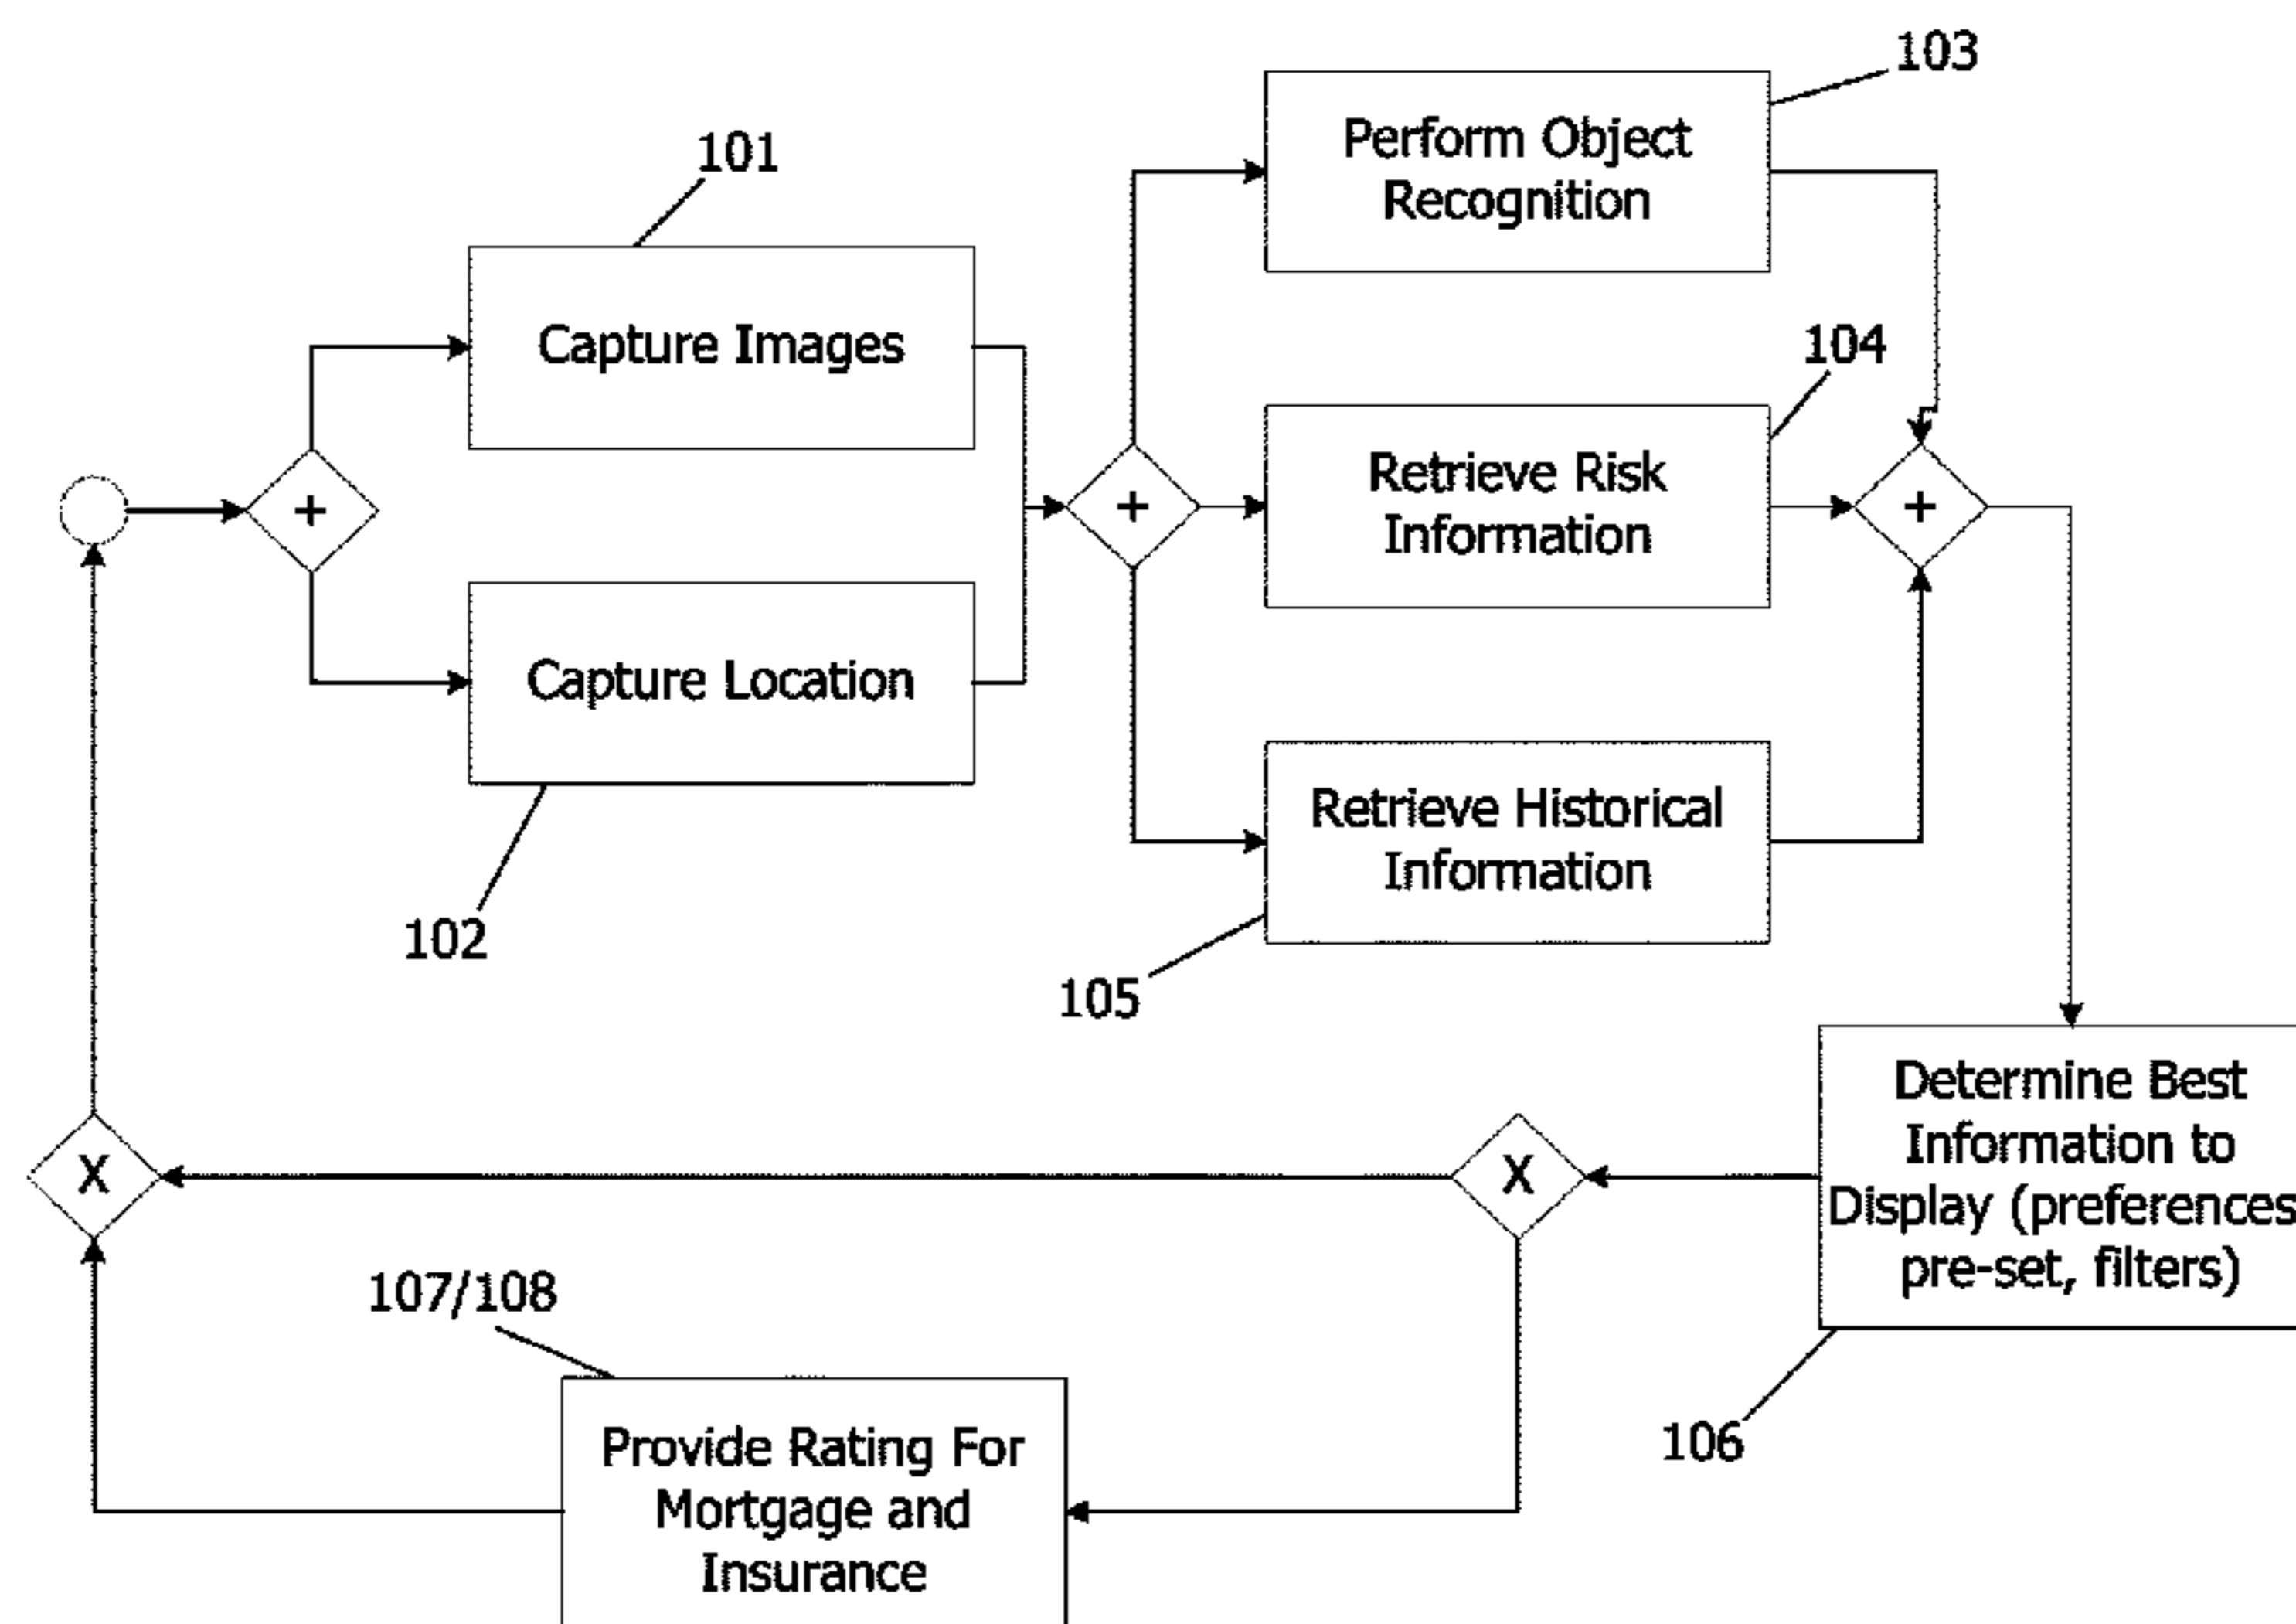 103
Perform Object
Recognition
101
Capture Images
104
Retrieve Risk
Information
+
+
+
Capture Location
102
Retrieve Historical
Information
105
Determine Best
Information to
Display (preferences
pre-set, filters)
X
X
106
107/108
Provide Rating For
Mortgage and
Insurance